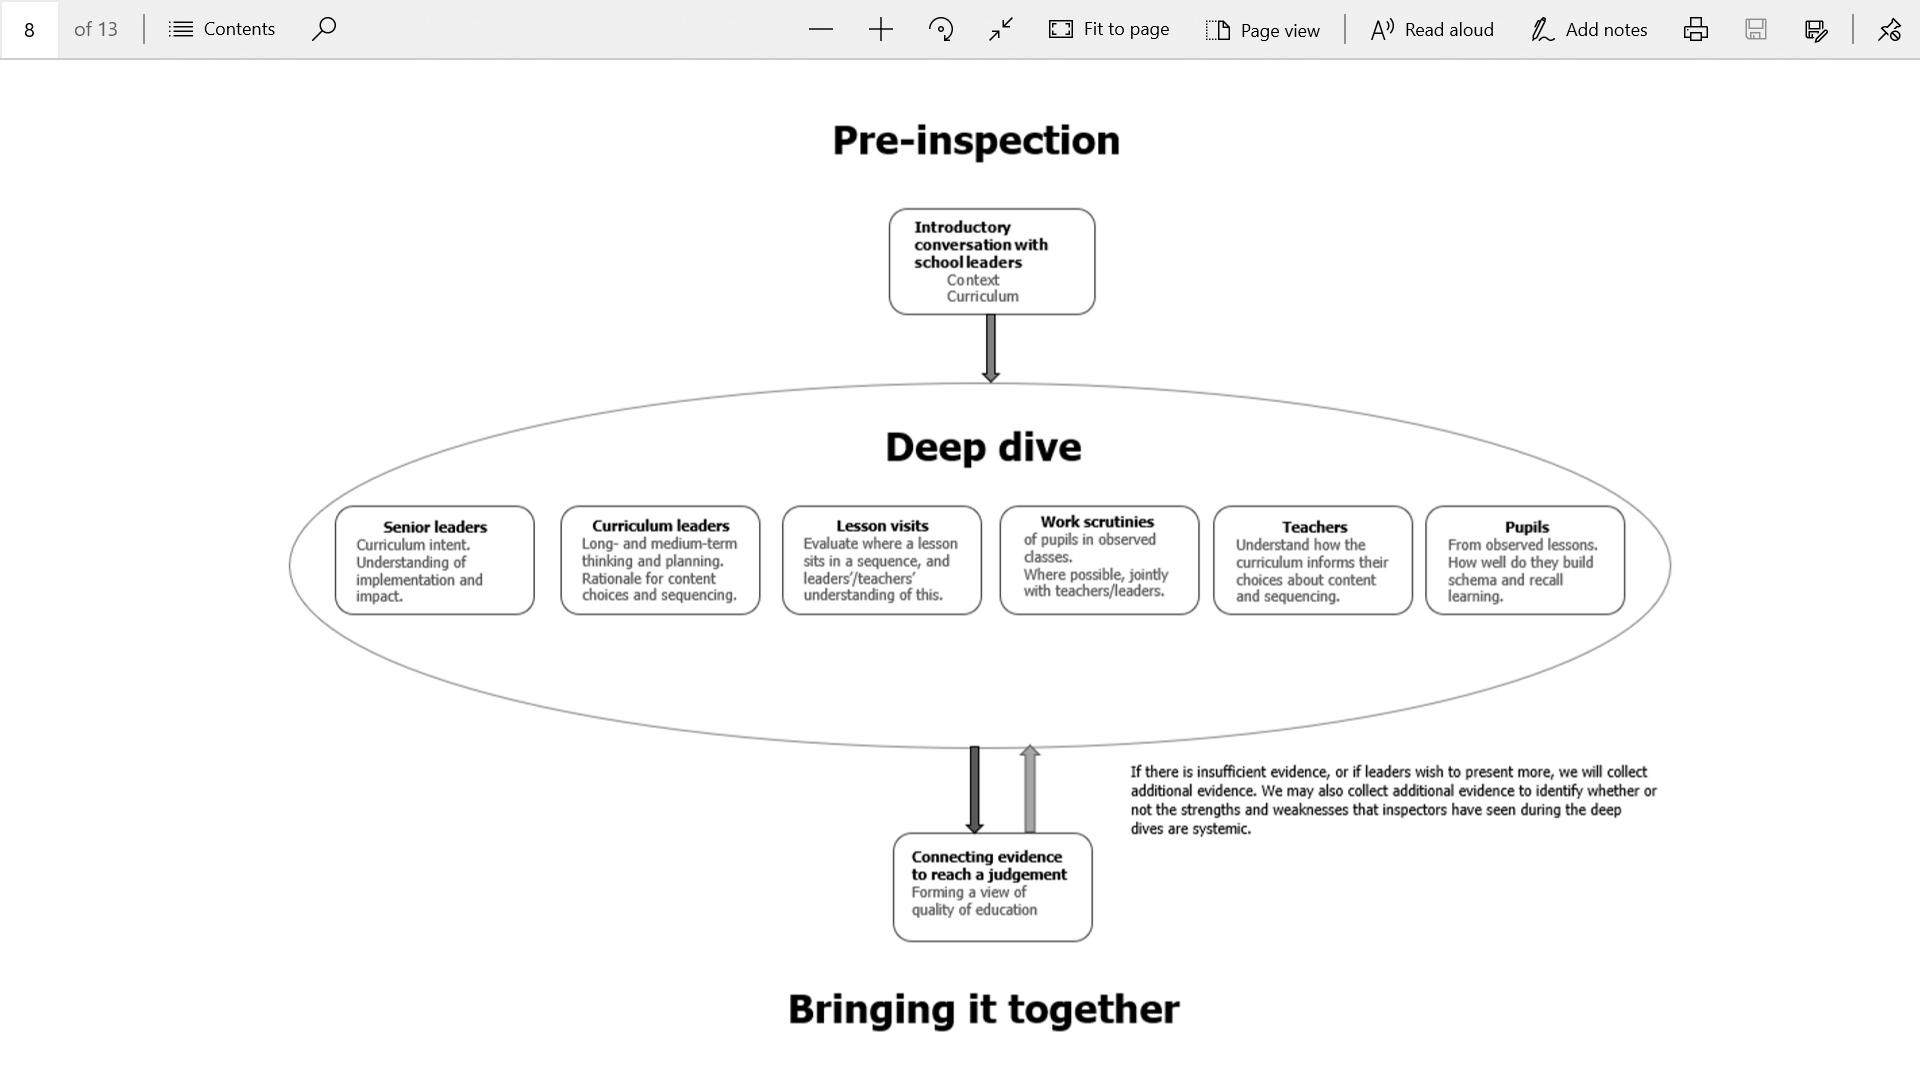 8 of 13 Contents Fit to page Page view Read aloud Add notes
Pre-inspection
Introductory
conversation with
school leaders
Context
Curriculum
Deep dive
Senior leaders
Curriculum intent.
Understanding of
implementation and
impact.
Curriculum leaders
Long- and medium-term
thinking and planning.
Rationale for content
choices and sequencing.
Lesson visits
Evaluate where a lesson
sits in a sequence, and
leaders’/teachers’
understanding of this.
Work scrutinies
of pupils in observed
classes.
Where possible, jointly
with teachers/leaders.
Teachers
Understand how the
curriculum informs their
choices about content
and sequencing.
Pupils
From observed lessons.
How well do they build
schema and recall
learning.
If there is insufficient evidence, or if leaders wish to present more, we will collect
additional evidence. We may also collect additional evidence to identify whether or
not the strengths and weaknesses that inspectors have seen during the deep
dives are systemic.
Connecting evidence
to reach a judgement
Forming a view of
quality of education
Bringing it together